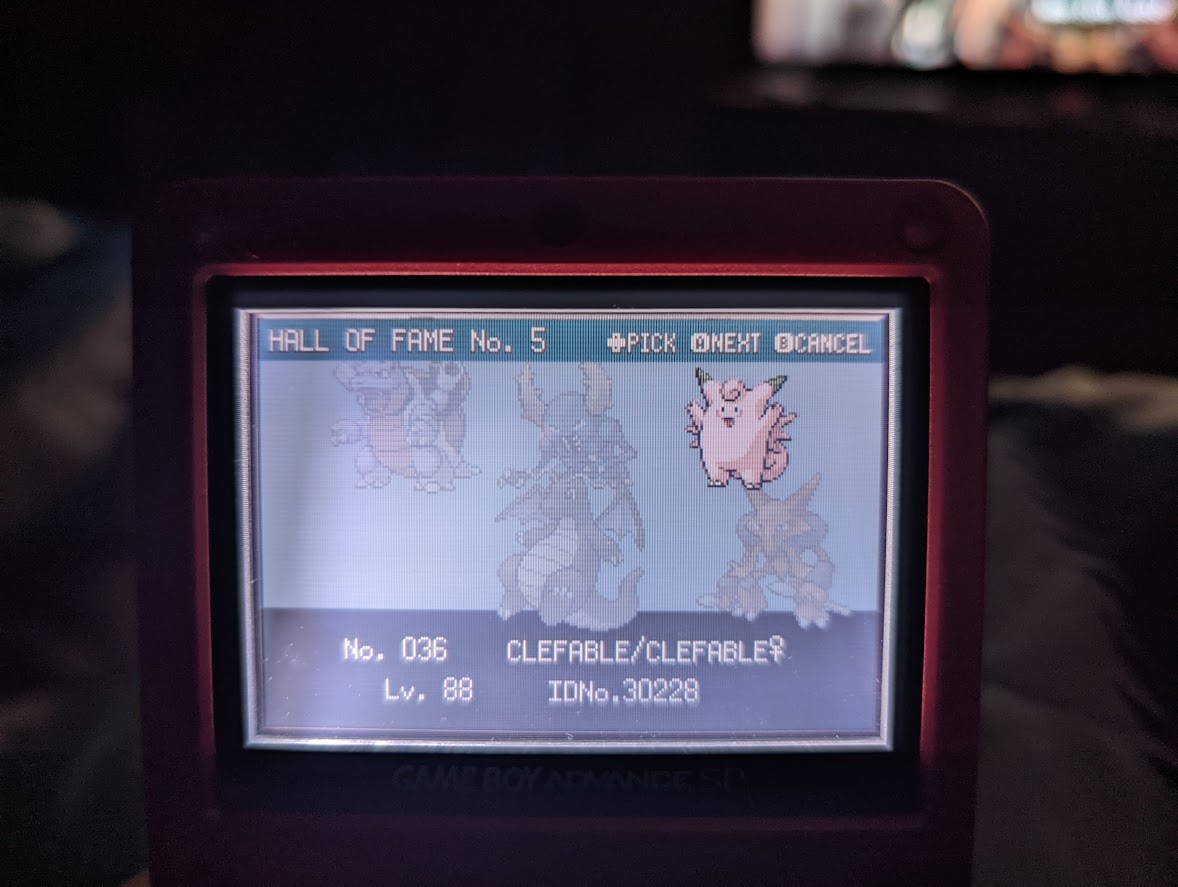 HALL OF FAME No. 5 PICK ANEXT BCANCEL
No. 036 CLEFABLE/CLEFABLE♀
Lv. 88 IDNo.30228
GAME BOY ADVANCE SP